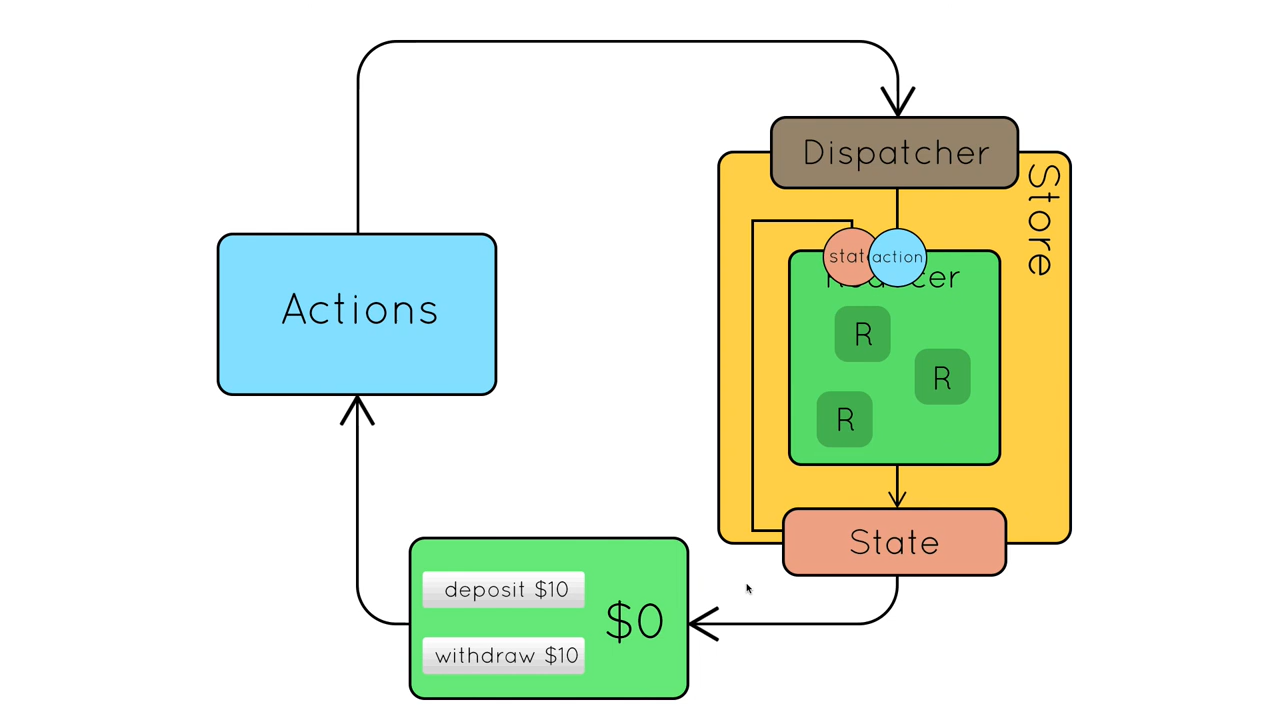 Dispatcher
Store
action
Actions
R
R
R
State
deposit $10
$0
withdraw $10